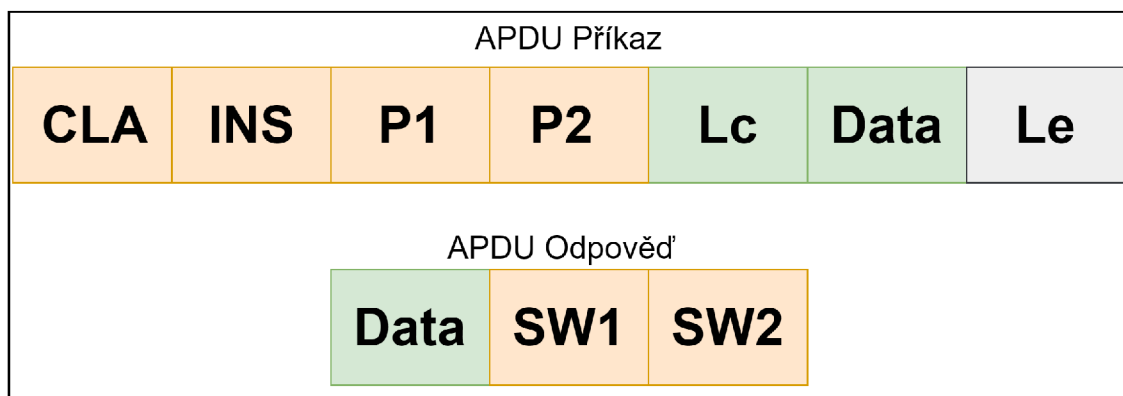 APDU Příkaz
CLA INS P1 P2 Lc Data Le
APDU Odpověď
Data SW1 SW2